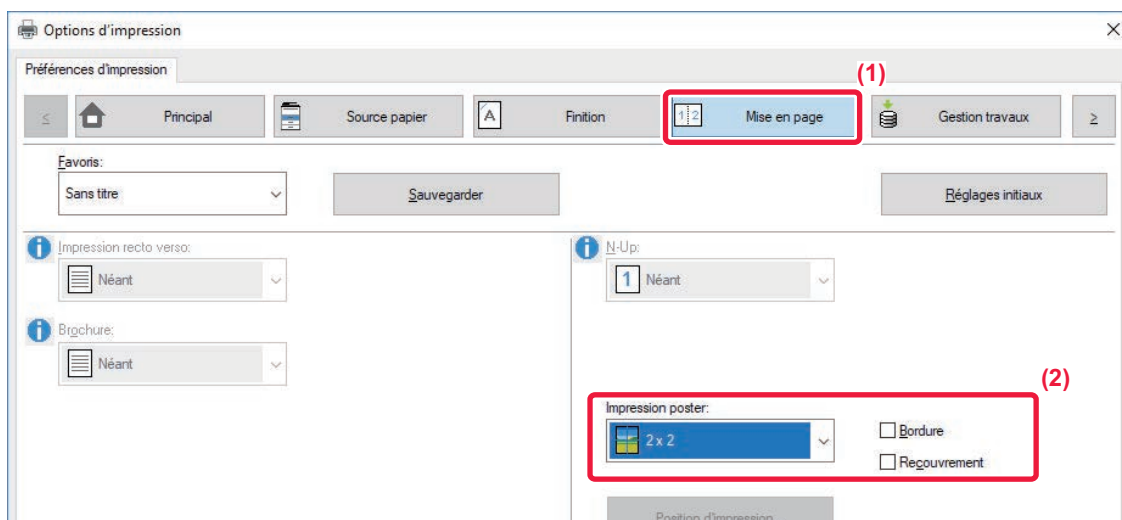 Options d'impression
Préférences d'impression
(1)
< Principal Source papier A Finition 1 2 Mise en page Gestion travaux >
Favoris:
Sans titre Sauvegarder Réglages initiaux
Impression recto verso: N-Up:
Néant 1 Néant
Brochure:
Néant
(2)
Impression poster:
2 x 2 Bordure
Recouvrement
Position d'impression